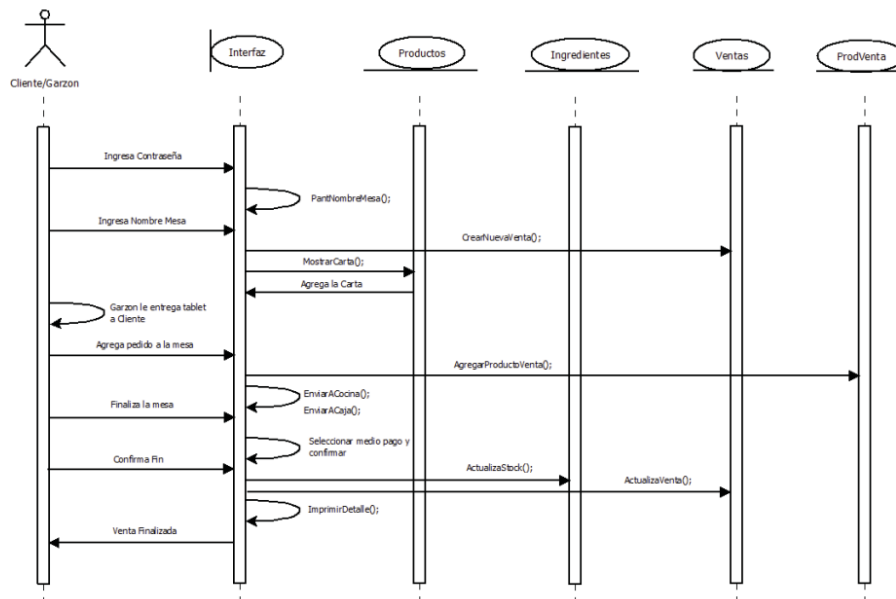 Cliente/Garzon
Interfaz
Productos
Ingredientes
Ventas
ProdVenta
Ingresa Contraseña
PantNombreMesa();
Ingresa Nombre Mesa
CrearNuevaVenta();
MostrarCarta();
Agrega la Carta
Garzon le entrega tablet
a Cliente
Agrega pedido a la mesa
AgregarProductoVenta();
EnviarACocina();
Finaliza la mesa
EnviarACaja();
Seleccionar medio pago y
confirmar
Confirma Fin
ActualizaStock();
ActualizaVenta();
ImprimirDetalle();
Venta Finalizada